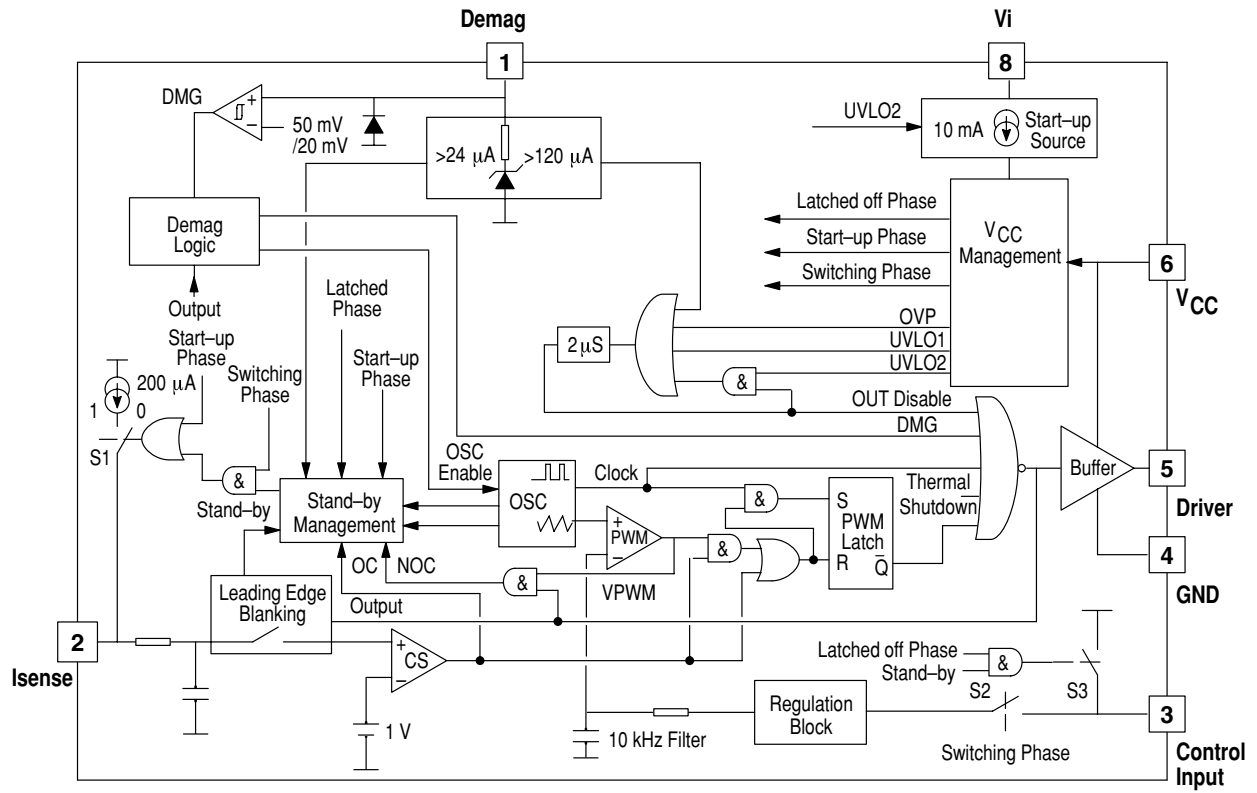 Demag
Vi
1
8
DMG
+
–
50 mV
/20 mV
UVLO2
10 mA
Start–up
Source
>24 µA
>120 µA
Demag
Logic
Latched off Phase
Start–up Phase
Switching Phase
VCC
Management
6
VCC
Output
Latched
Phase
Start–up
Phase
Switching
Phase
Start–up
Phase
200 µA
1
0
S1
2 µS
OVP
UVLO1
UVLO2
&
OUT Disable
DMG
OSC
Enable
Clock
&
Stand–by
Stand–by
Management
OSC
+
PWM
–
&
&
S
PWM
Latch
R
Q
Thermal
Shutdown
Buffer
5
Driver
4
GND
OC
NOC
&
VPWM
Leading Edge
Blanking
Output
2
Isense
+
CS
–
1 V
Latched off Phase
Stand–by
&
S2
S3
Regulation
Block
3
10 kHz Filter
Switching Phase
Control
Input